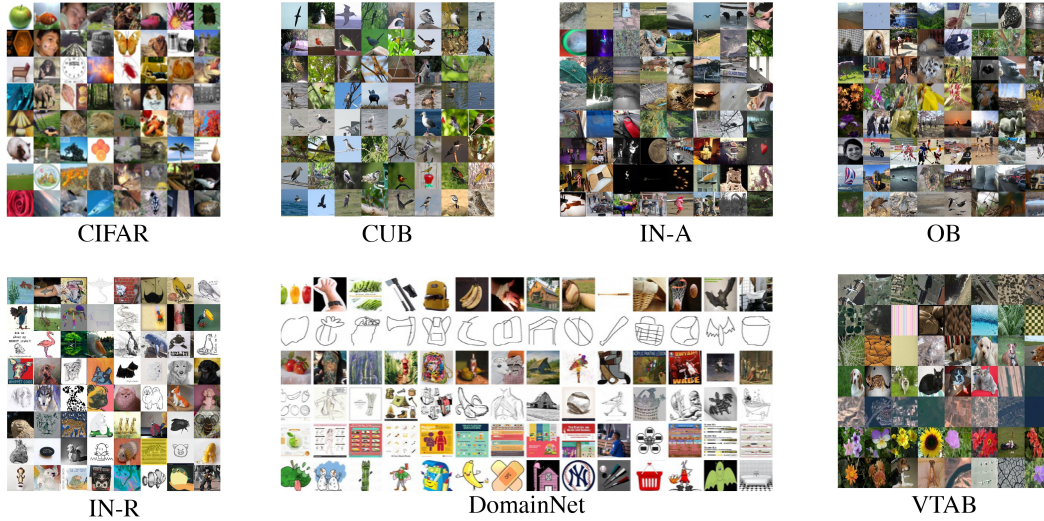 CIFAR
CUB
IN-A
OB
IN-R
DomainNet
VTAB